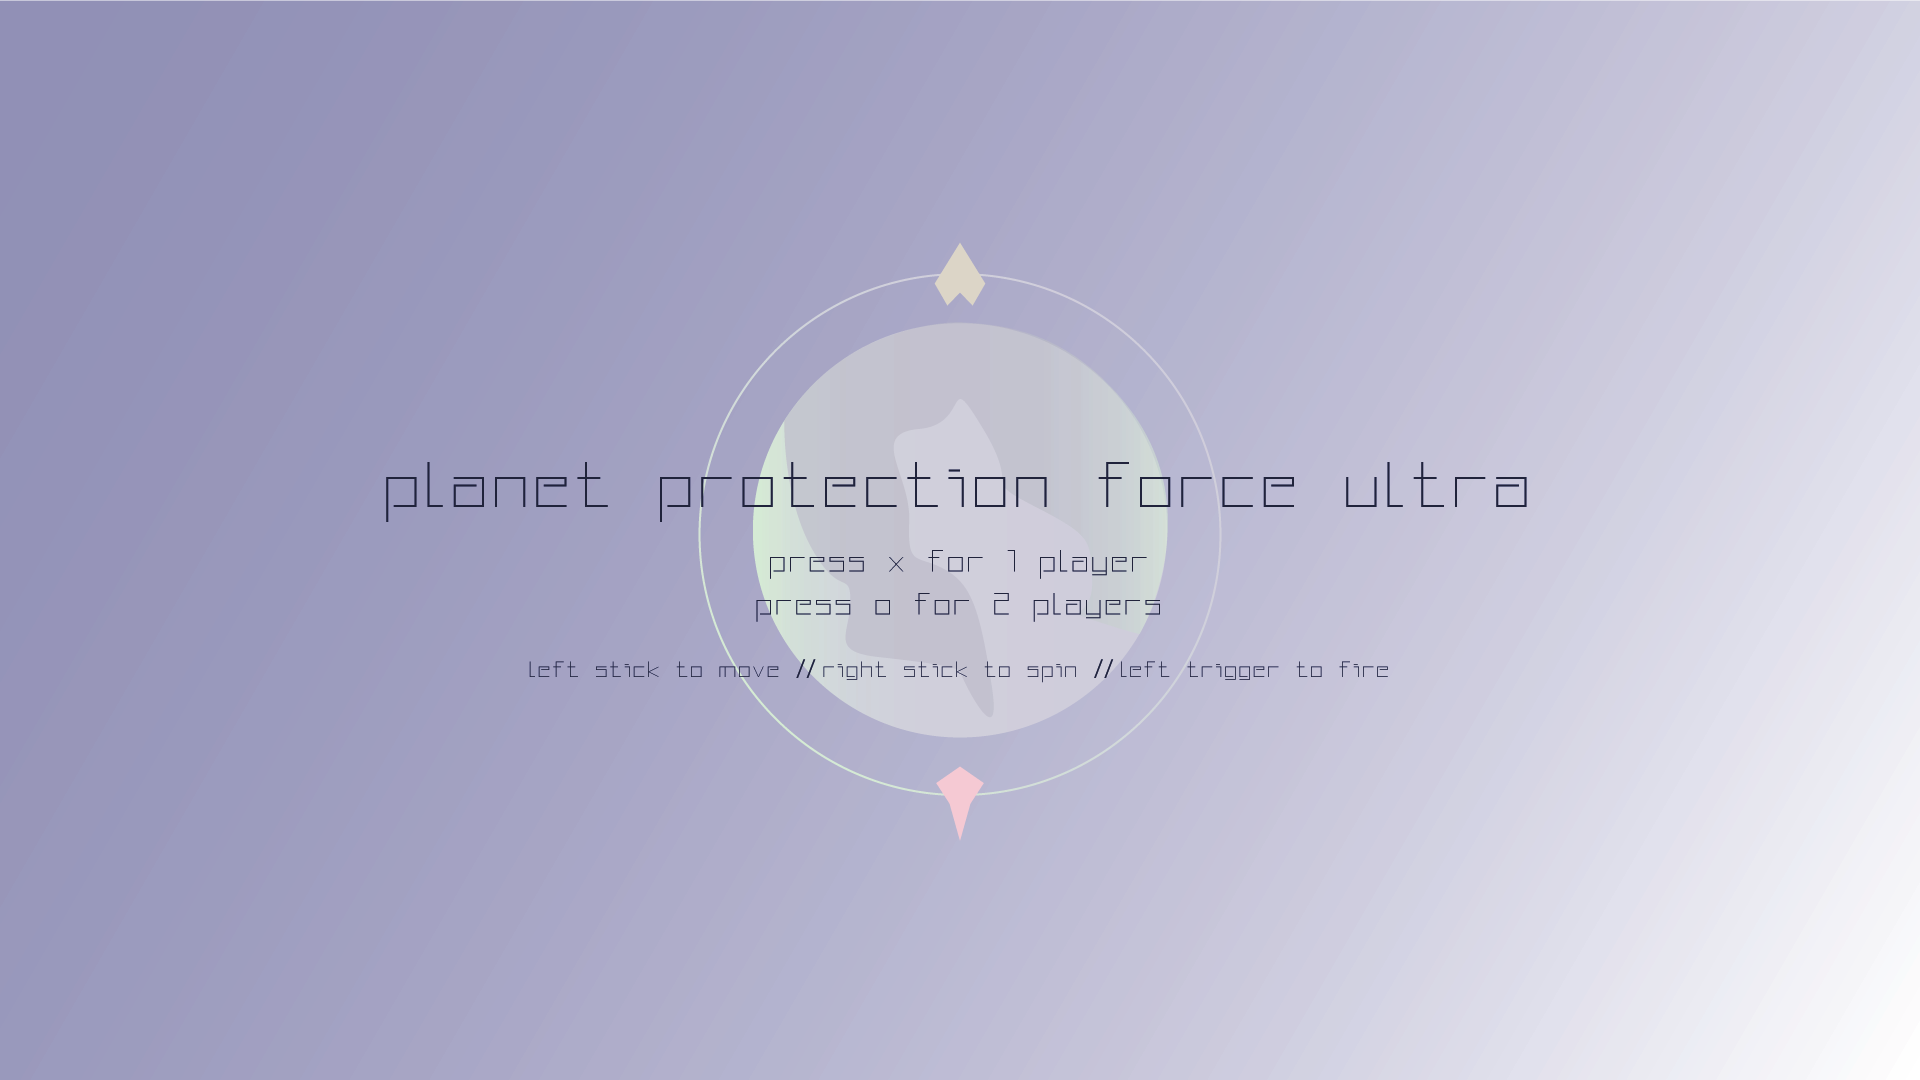 planet protection force ultra
press x for 1 player
press o for 2 players
left stick to move // right stick to spin // left trigger to fire